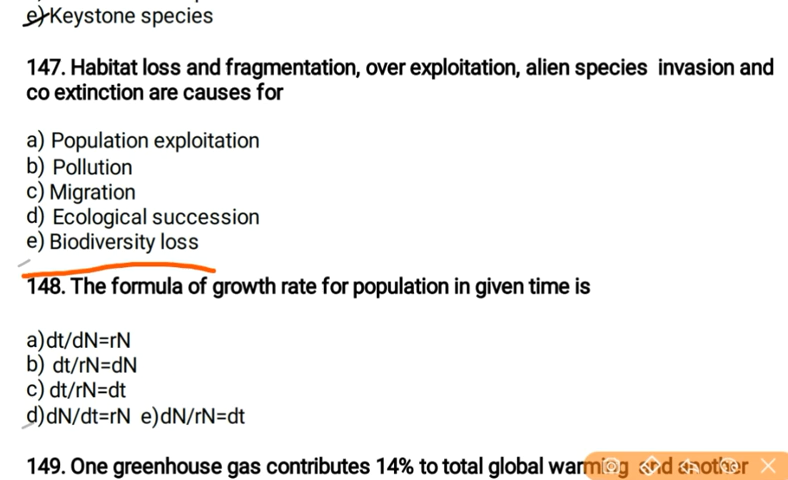 e) Keystone species
147. Habitat loss and fragmentation, over exploitation, alien species invasion and
co extinction are causes for
a) Population exploitation
b) Pollution
c) Migration
d) Ecological succession
e) Biodiversity loss
148. The formula of growth rate for population in given time is
a)dt/dN=rN
b) dt/rN=dN
c) dt/rN=dt
d)dN/dt=rN e)dN/rN=dt
149. One greenhouse gas contributes 14% to total global warming and another